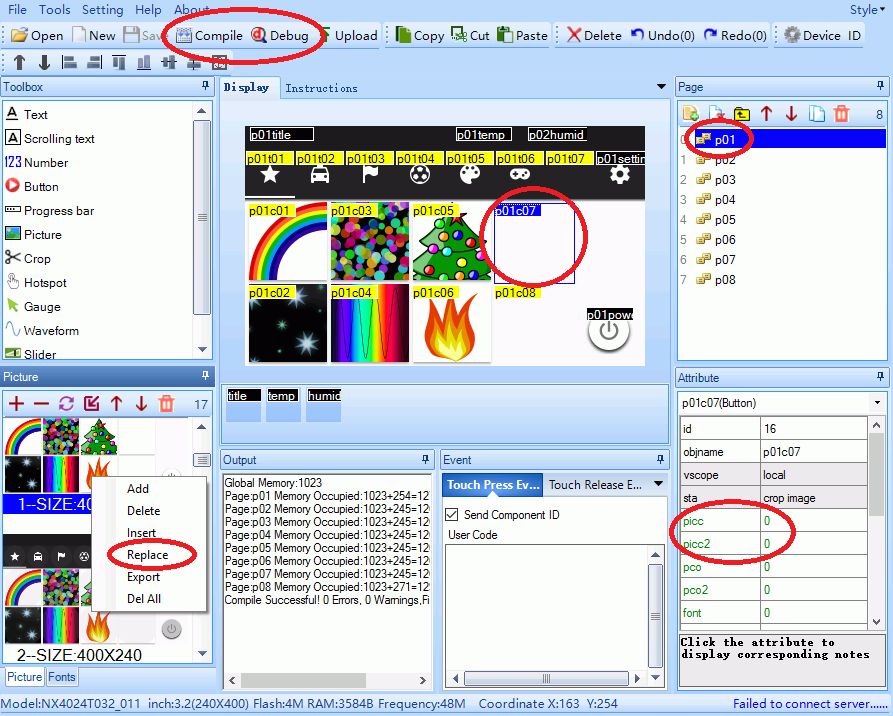 File Tools Setting Help About Style
Open New Save Compile Debug Upload Copy Cut Paste Delete Undo(0) Redo(0) Device ID
Toolbox
Text
Scrolling text
123 Number
Button
Progress bar
Picture
Crop
Hotspot
Gauge
Waveform
Slider
Picture
17
1--SIZE:40
Add
Delete
Insert
Replace
Export
Del All
2--SIZE:400X240
Picture Fonts
Display Instructions
p01title p01temp p02humid
p01t01 p01t02 p01t03 p01t04 p01t05 p01t06 p01t07 p01settin
p01c01 p01c03 p01c05 p01c07
p01c02 p01c04 p01c06 p01c08
p01powe
title temp humid
Output
Global Memory:1023
Page:p01 Memory Occupied:1023+254=12
Page:p02 Memory Occupied:1023+245=12
Page:p03 Memory Occupied:1023+245=12
Page:p04 Memory Occupied:1023+245=12
Page:p05 Memory Occupied:1023+245=12
Page:p06 Memory Occupied:1023+245=12
Page:p07 Memory Occupied:1023+245=12
Page:p08 Memory Occupied:1023+271=12
Compile Successful! 0 Errors, 0 Warnings,Fi
Event
Touch Press Ev... Touch Release E...
Send Component ID
User Code
Page
8
0 p01
1 p02
2 p03
3 p04
4 p05
5 p06
6 p07
7 p08
Attribute
p01c07(Button)
id 16
objname p01c07
vscope local
sta crop image
picc 0
picc2 0
pco 0
pco2 0
font 0
Click the attribute to
display corresponding notes
Model:NX4024T032_011 inch:3.2(240X400) Flash:4M RAM:3584B Frequency:48M Coordinate X:163 Y:254 Failed to connect server......